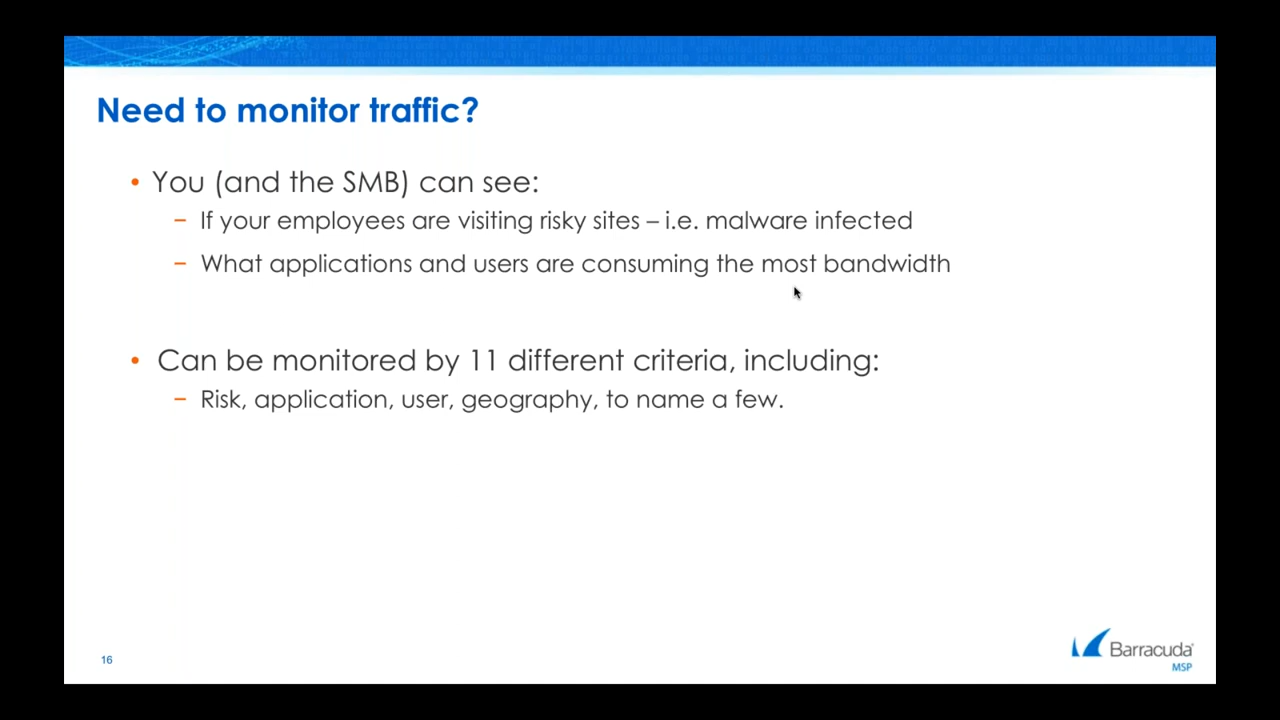 Need to monitor traffic?
• You (and the SMB) can see:
– If your employees are visiting risky sites – i.e. malware infected
– What applications and users are consuming the most bandwidth
• Can be monitored by 11 different criteria, including:
– Risk, application, user, geography, to name a few.
16
Barracuda
MSP